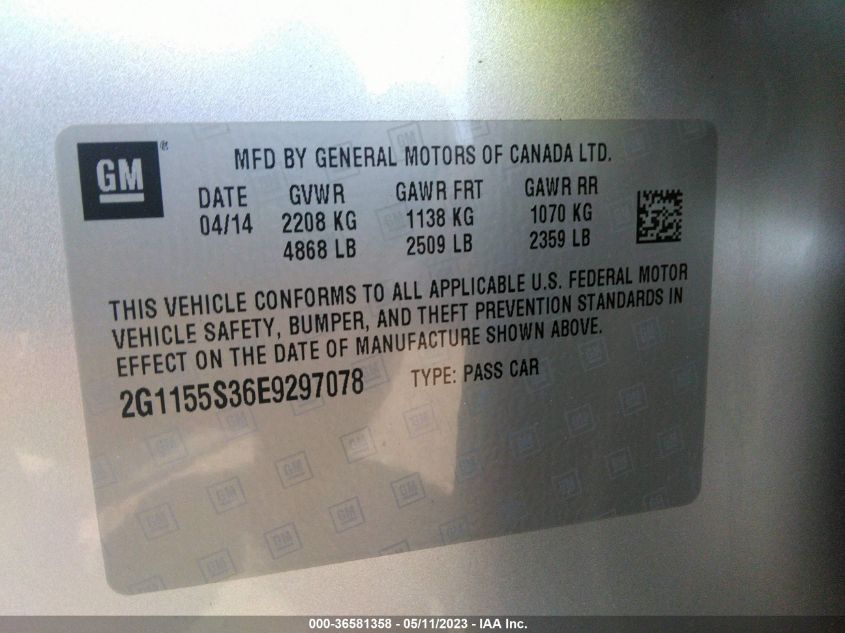 GM®
MFD BY GENERAL MOTORS OF CANADA LTD.
DATE GVWR GAWR FRT GAWR RR
04/14 2208 KG 1138 KG 1070 KG
4868 LB 2509 LB 2359 LB
THIS VEHICLE CONFORMS TO ALL APPLICABLE U.S. FEDERAL MOTOR
VEHICLE SAFETY, BUMPER, AND THEFT PREVENTION STANDARDS IN
EFFECT ON THE DATE OF MANUFACTURE SHOWN ABOVE.
2G1155S36E9297078 TYPE: PASS CAR
000-36581358 - 05/11/2023 - IAA Inc.